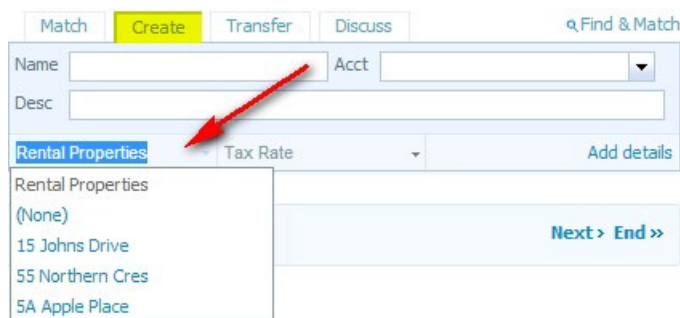 Match Create Transfer Discuss Find & Match
Name Acct
Desc
Rental Properties Tax Rate Add details
Rental Properties
(None)
15 Johns Drive
Next › End »
55 Northern Cres
5A Apple Place